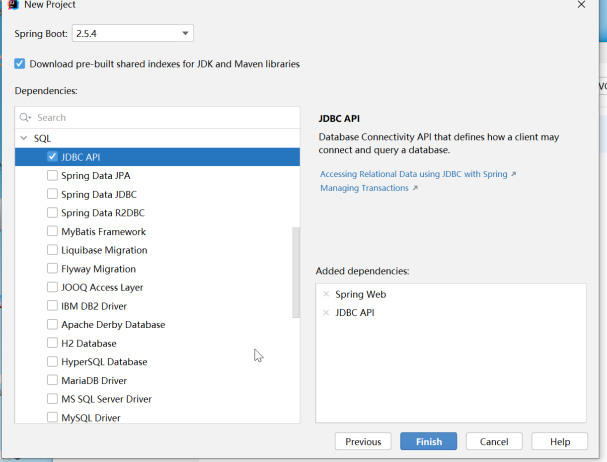 New Project
Spring Boot: 2.5.4
Download pre-built shared indexes for JDK and Maven libraries
Dependencies:
Search
SQL
JDBC API
Spring Data JPA
Spring Data JDBC
Spring Data R2DBC
MyBatis Framework
Liquibase Migration
Flyway Migration
JOOQ Access Layer
IBM DB2 Driver
Apache Derby Database
H2 Database
HyperSQL Database
MariaDB Driver
MS SQL Server Driver
MySQL Driver
JDBC API
Database Connectivity API that defines how a client may
connect and query a database.
Accessing Relational Data using JDBC with Spring
Managing Transactions
Added dependencies:
Spring Web
JDBC API
Previous
Finish
Cancel
Help